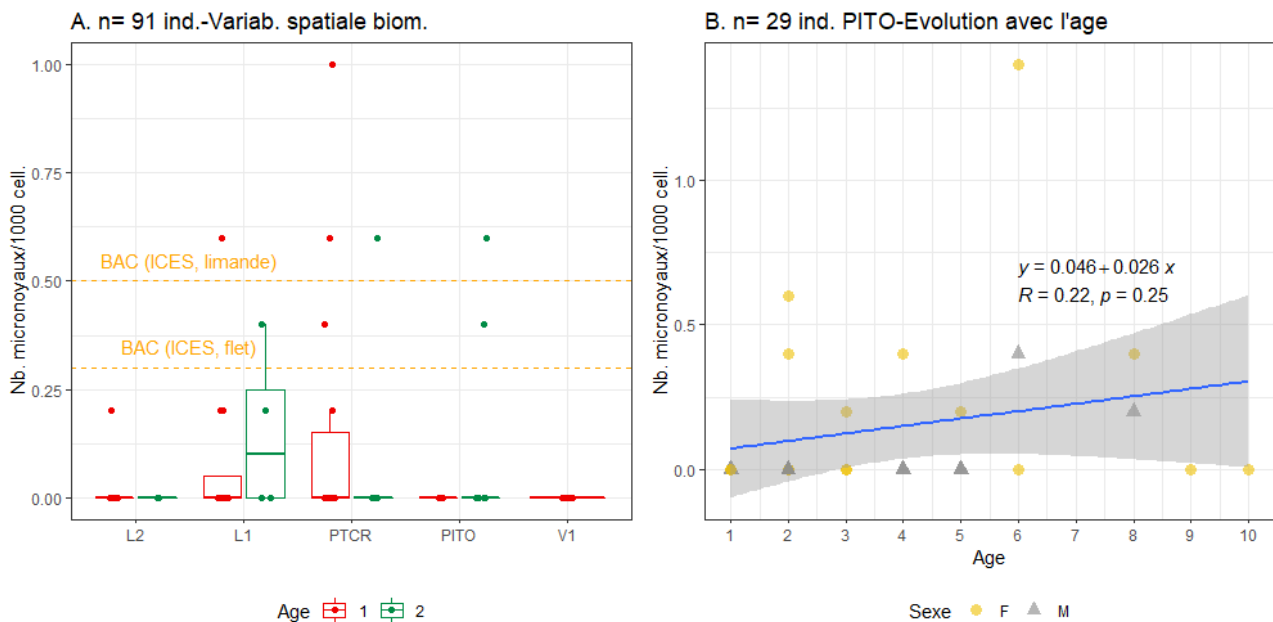 A. n= 91 ind.-Variab. spatiale biom.
Nb. micronoyaux/1000 cell.
1.00
0.75
0.50
0.25
0.00
BAC (ICES, limande)
BAC (ICES, flet)
L2 L1 PTCR PITO V1
Age 1 2
B. n= 29 ind. PITO-Evolution avec l'age
Nb. micronoyaux/1000 cell.
1.0
0.5
0.0
y = 0.046 + 0.026 x
R = 0.22, p = 0.25
1 2 3 4 5 6 7 8 9 10
Age
Sexe F M